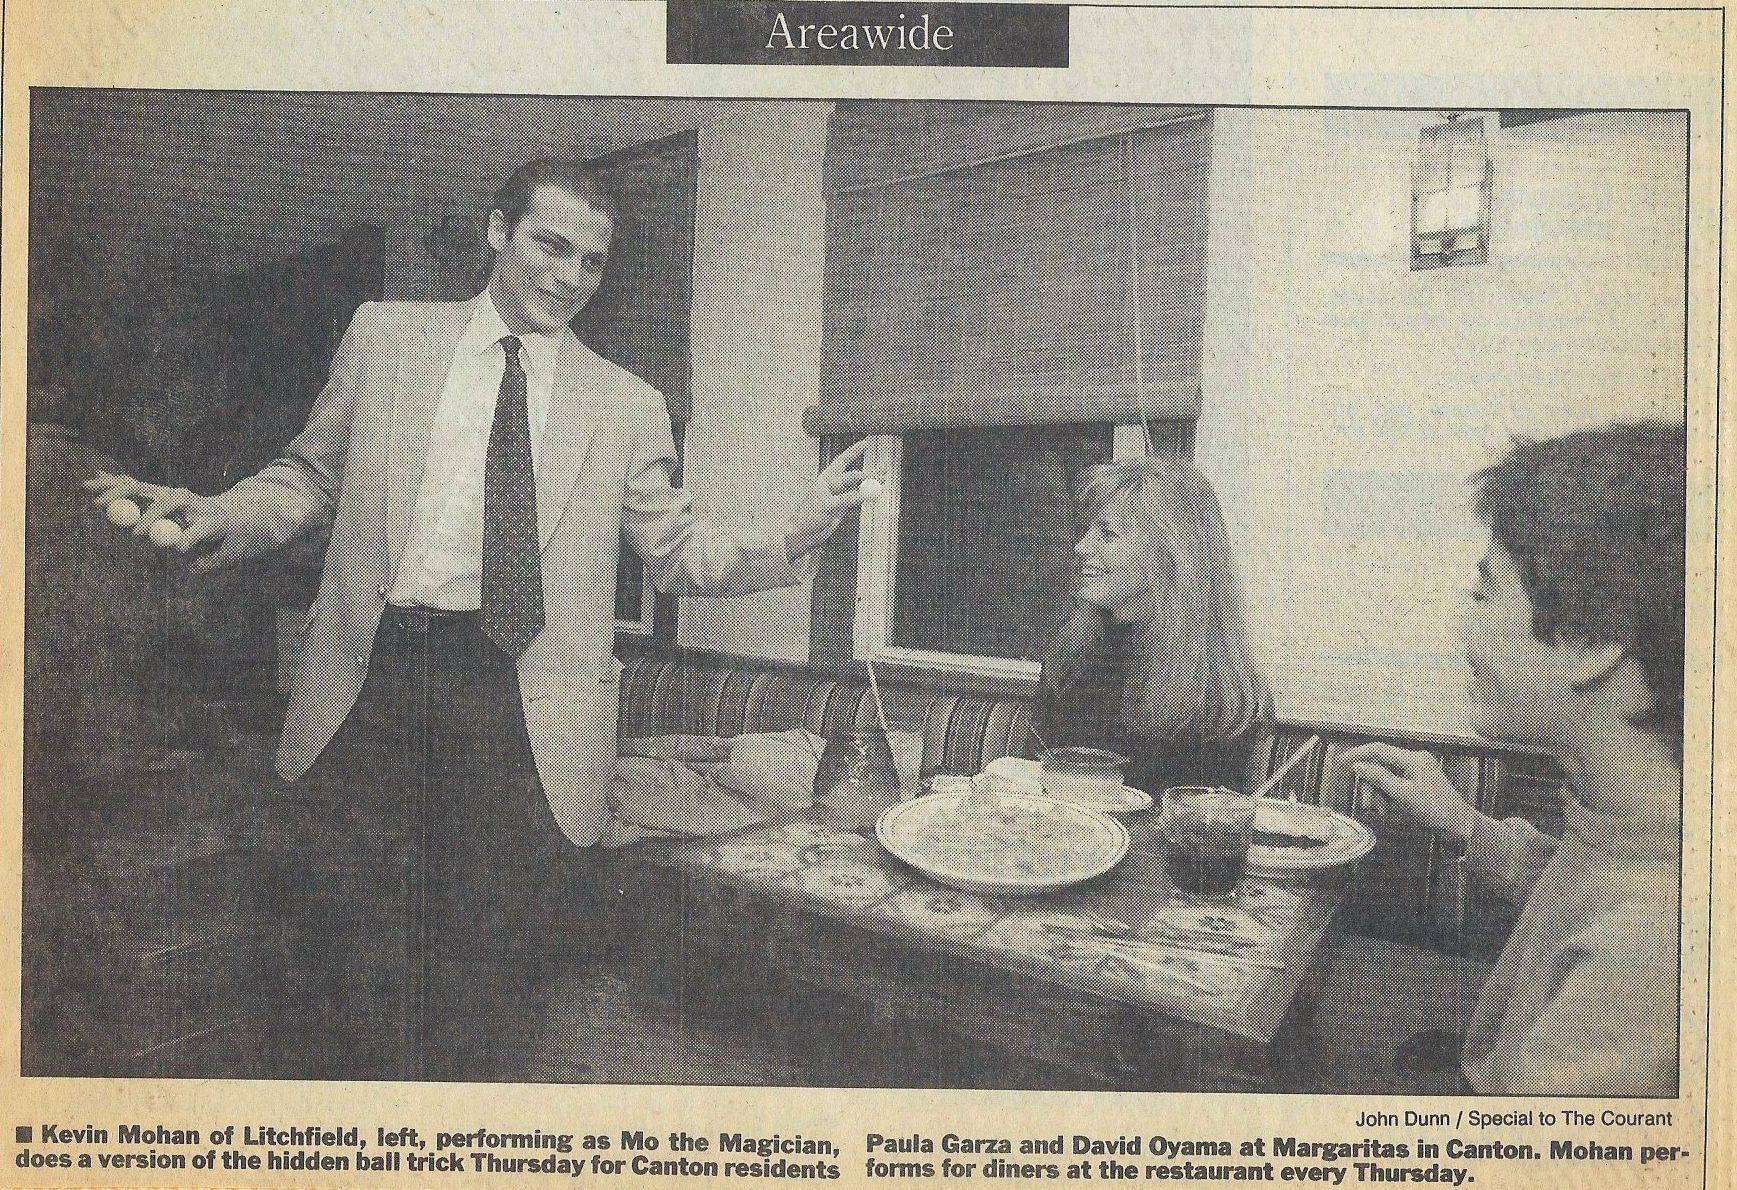 Areawide
John Dunn / Special to The Courant
■ Kevin Mohan of Litchfield, left, performing as Mo the Magician,
does a version of the hidden ball trick Thursday for Canton residents
Paula Garza and David Oyama at Margaritas in Canton. Mohan per-
forms for diners at the restaurant every Thursday.